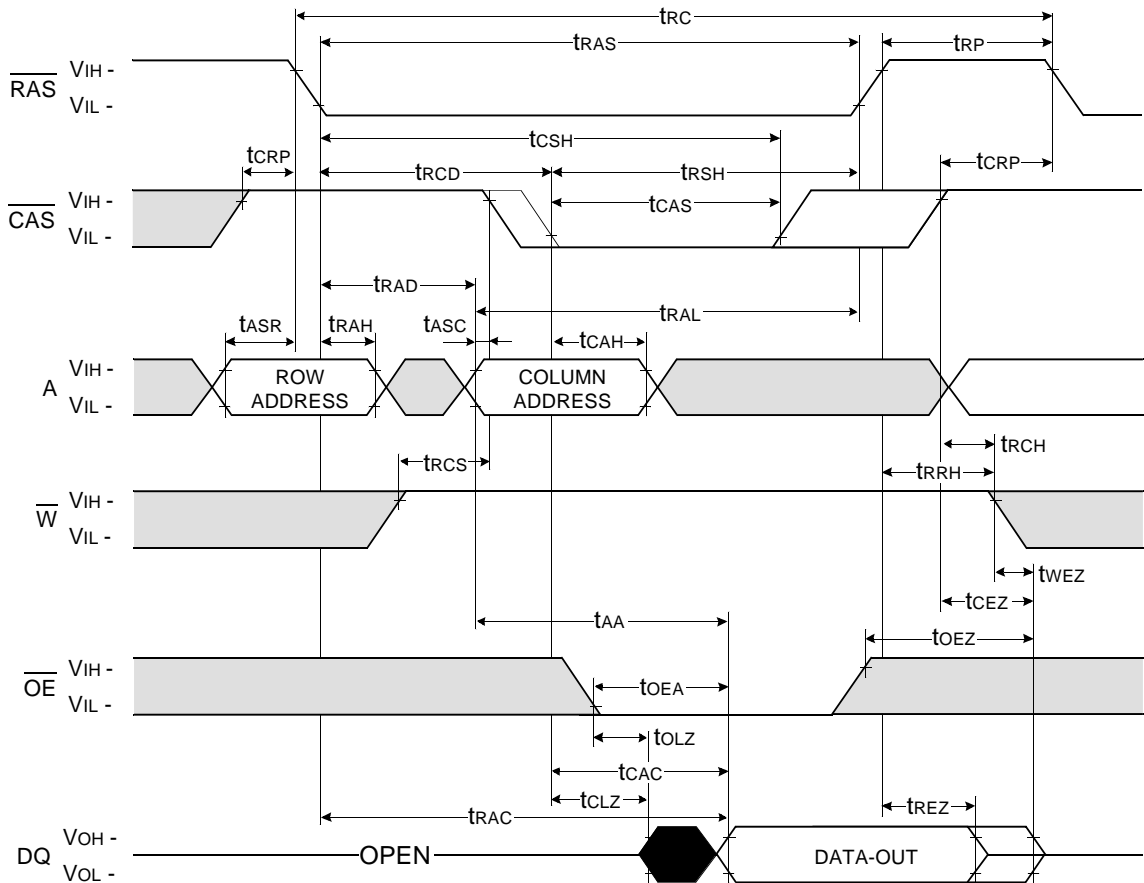 tRC
tRAS tRP
RAS VIH -
VIL -
tCSH
tCRP tRCD tRSH tCRP
CAS VIH - tCAS
VIL -
tRAD
tASR tRAH tASC tRAL
tCAH
A VIH - ROW COLUMN
VIL - ADDRESS ADDRESS
tRCS tRCH
tRRH
W VIH -
VIL -
tWEZ
tCEZ
tAA
tOEZ
OE VIH -
tOEA
VIL -
tOLZ
tCAC
tCLZ
tRAC tREZ
DQ VOH - OPEN DATA-OUT
VOL -